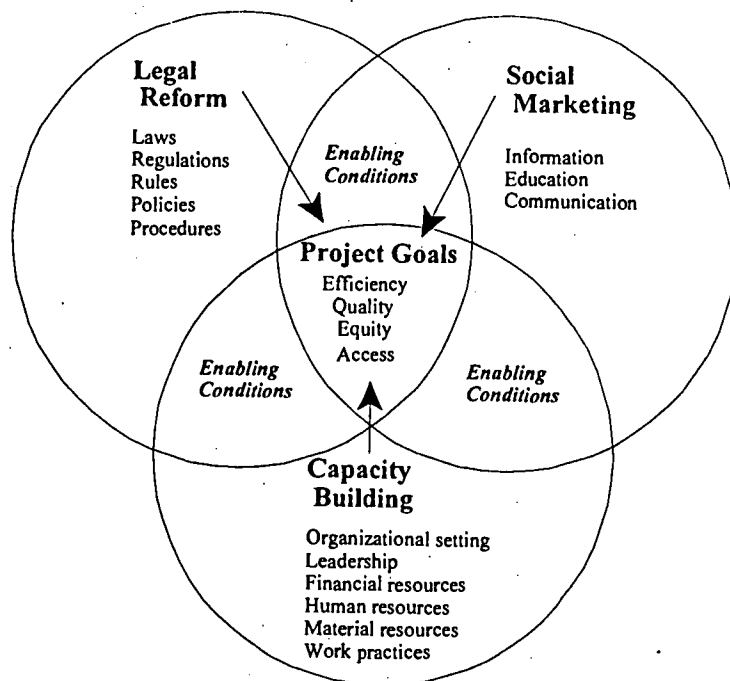 Legal
Reform
Laws
Regulations
Rules
Policies
Procedures
Social
Marketing
Information
Education
Communication
Enabling
Conditions
Project Goals
Efficiency
Quality
Equity
Access
Enabling
Conditions
Enabling
Conditions
Capacity
Building
Organizational setting
Leadership
Financial resources
Human resources
Material resources
Work practices